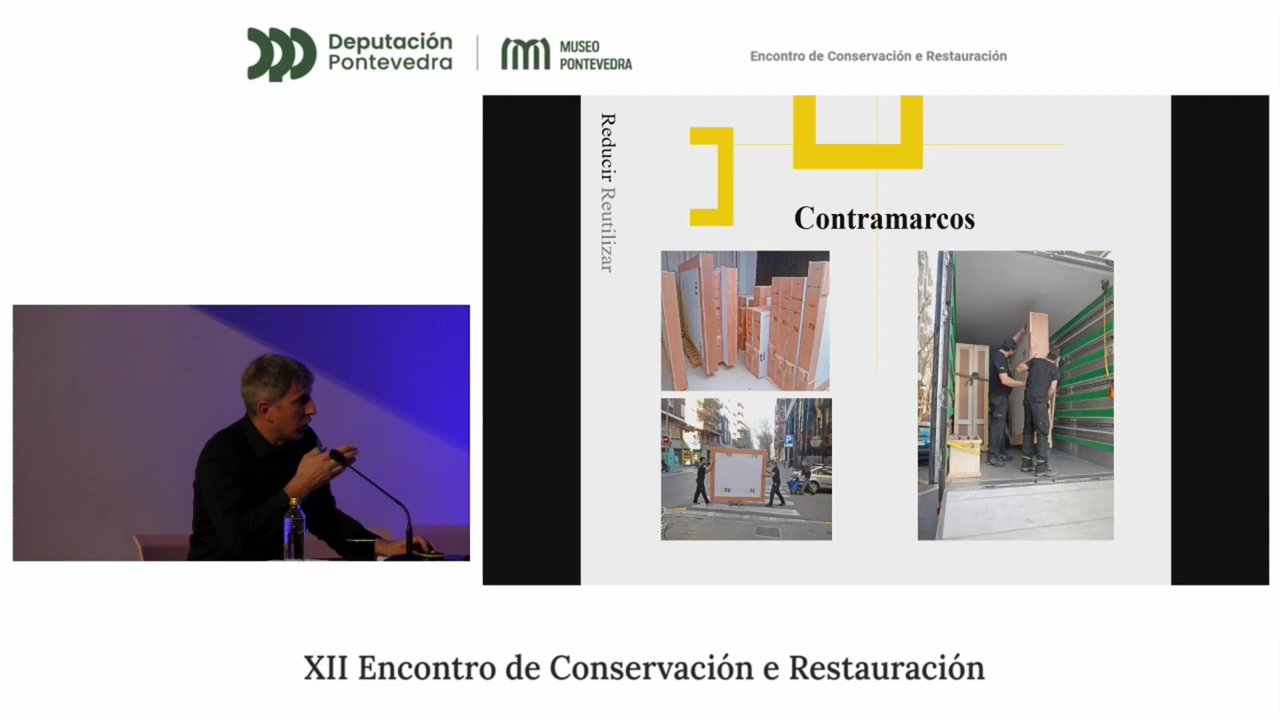 Deputación
Pontevedra
MUSEO
PONTEVEDRA
Encontro de Conservación e Restauración
Reducir Reutilizar
Contramarcos
P
XII Encontro de Conservación e Restauración